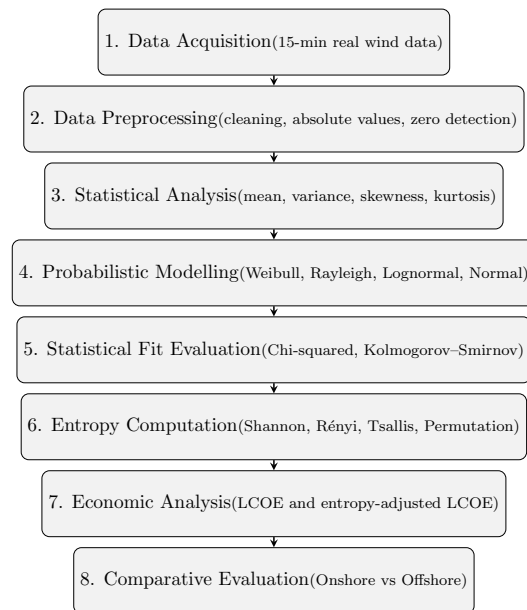 1. Data Acquisition(15-min real wind data)
2. Data Preprocessing(cleaning, absolute values, zero detection)
3. Statistical Analysis(mean, variance, skewness, kurtosis)
4. Probabilistic Modelling(Weibull, Rayleigh, Lognormal, Normal)
5. Statistical Fit Evaluation(Chi-squared, Kolmogorov–Smirnov)
6. Entropy Computation(Shannon, Rényi, Tsallis, Permutation)
7. Economic Analysis(LCOE and entropy-adjusted LCOE)
8. Comparative Evaluation(Onshore vs Offshore)